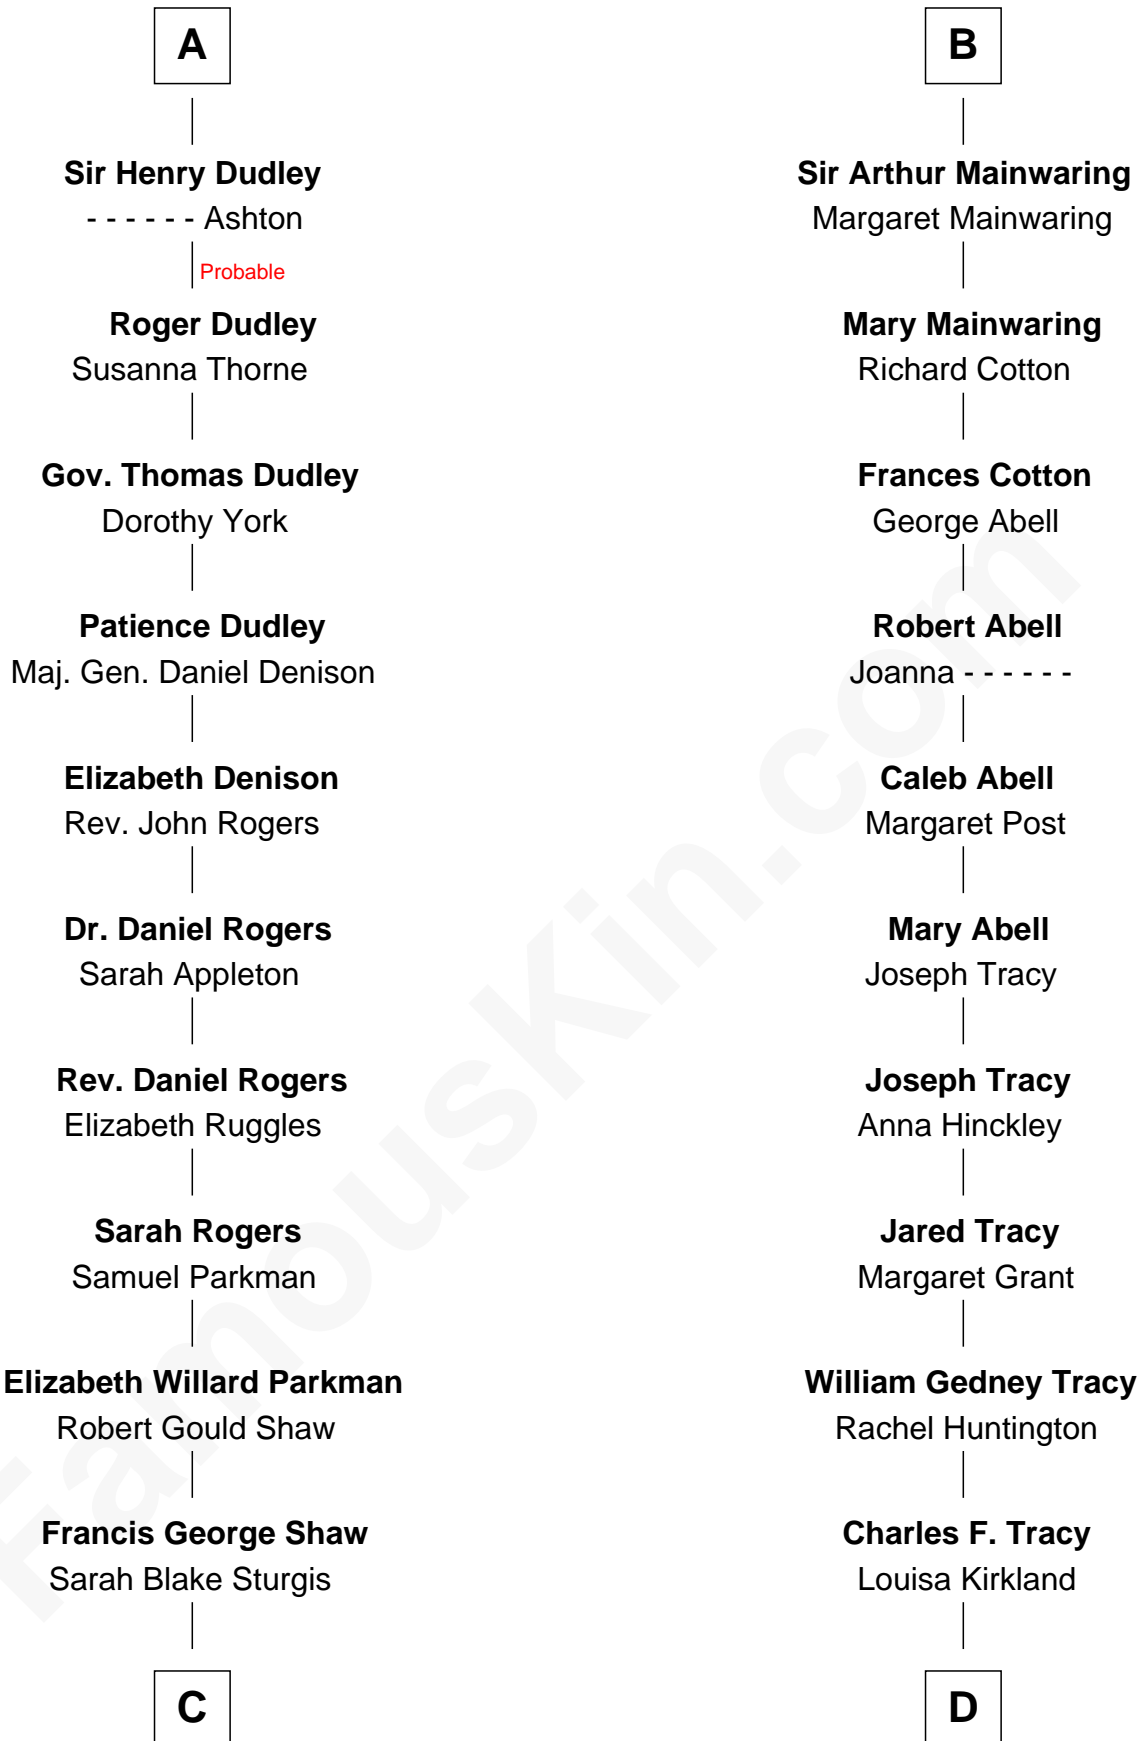 A
Sir Henry Dudley
- - - - - - Ashton
Probable
Roger Dudley
Susanna Thorne
Gov. Thomas Dudley
Dorothy York
Patience Dudley
Maj. Gen. Daniel Denison
Elizabeth Denison
Rev. John Rogers
Dr. Daniel Rogers
Sarah Appleton
Rev. Daniel Rogers
Elizabeth Ruggles
Sarah Rogers
Samuel Parkman
Elizabeth Willard Parkman
Robert Gould Shaw
Francis George Shaw
Sarah Blake Sturgis
C
B
Sir Arthur Mainwaring
Margaret Mainwaring
Mary Mainwaring
Richard Cotton
Frances Cotton
George Abell
Robert Abell
Joanna - - - - - -
Caleb Abell
Margaret Post
Mary Abell
Joseph Tracy
Joseph Tracy
Anna Hinckley
Jared Tracy
Margaret Grant
William Gedney Tracy
Rachel Huntington
Charles F. Tracy
Louisa Kirkland
D
FamousKin.com